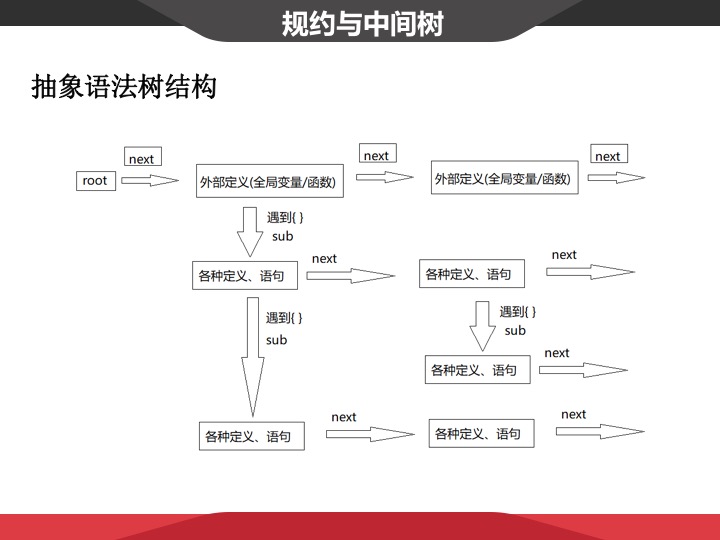 规约与中间树
抽象语法树结构
next
next
next
root
外部定义(全局变量/函数)
外部定义(全局变量/函数)
遇到{ }
sub
next
next
各种定义、语句
各种定义、语句
遇到{ }
sub
遇到{ }
sub
next
各种定义、语句
next
next
各种定义、语句
各种定义、语句